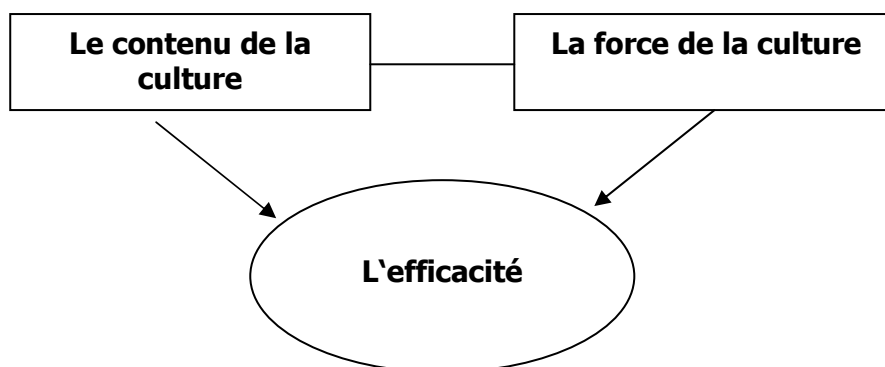 Le contenu de la
culture
La force de la culture
L‘efficacité